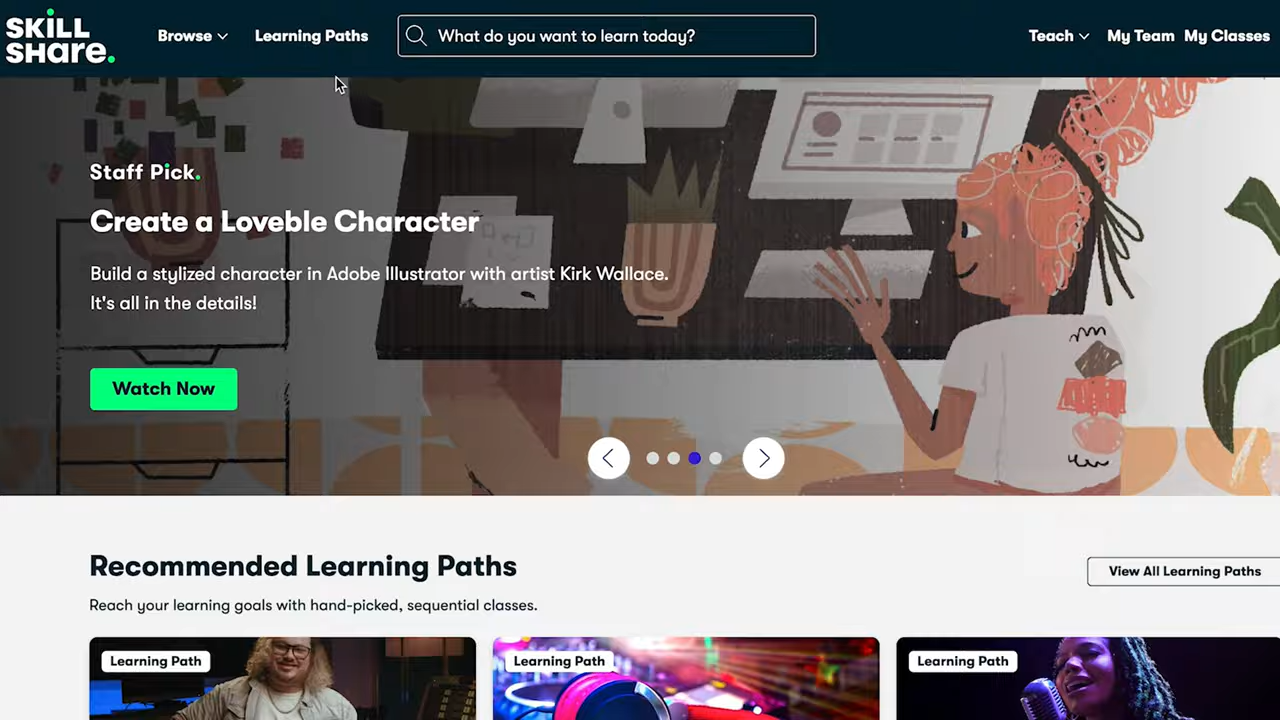 SKILL
SHARE.
Browse
Learning Paths
What do you want to learn today?
Teach
My Team
My Classes
Staff Pick.
Create a Loveble Character
Build a stylized character in Adobe Illustrator with artist Kirk Wallace.
It's all in the details!
Watch Now
Recommended Learning Paths
View All Learning Paths
Reach your learning goals with hand-picked, sequential classes.
Learning Path
Learning Path
Learning Path